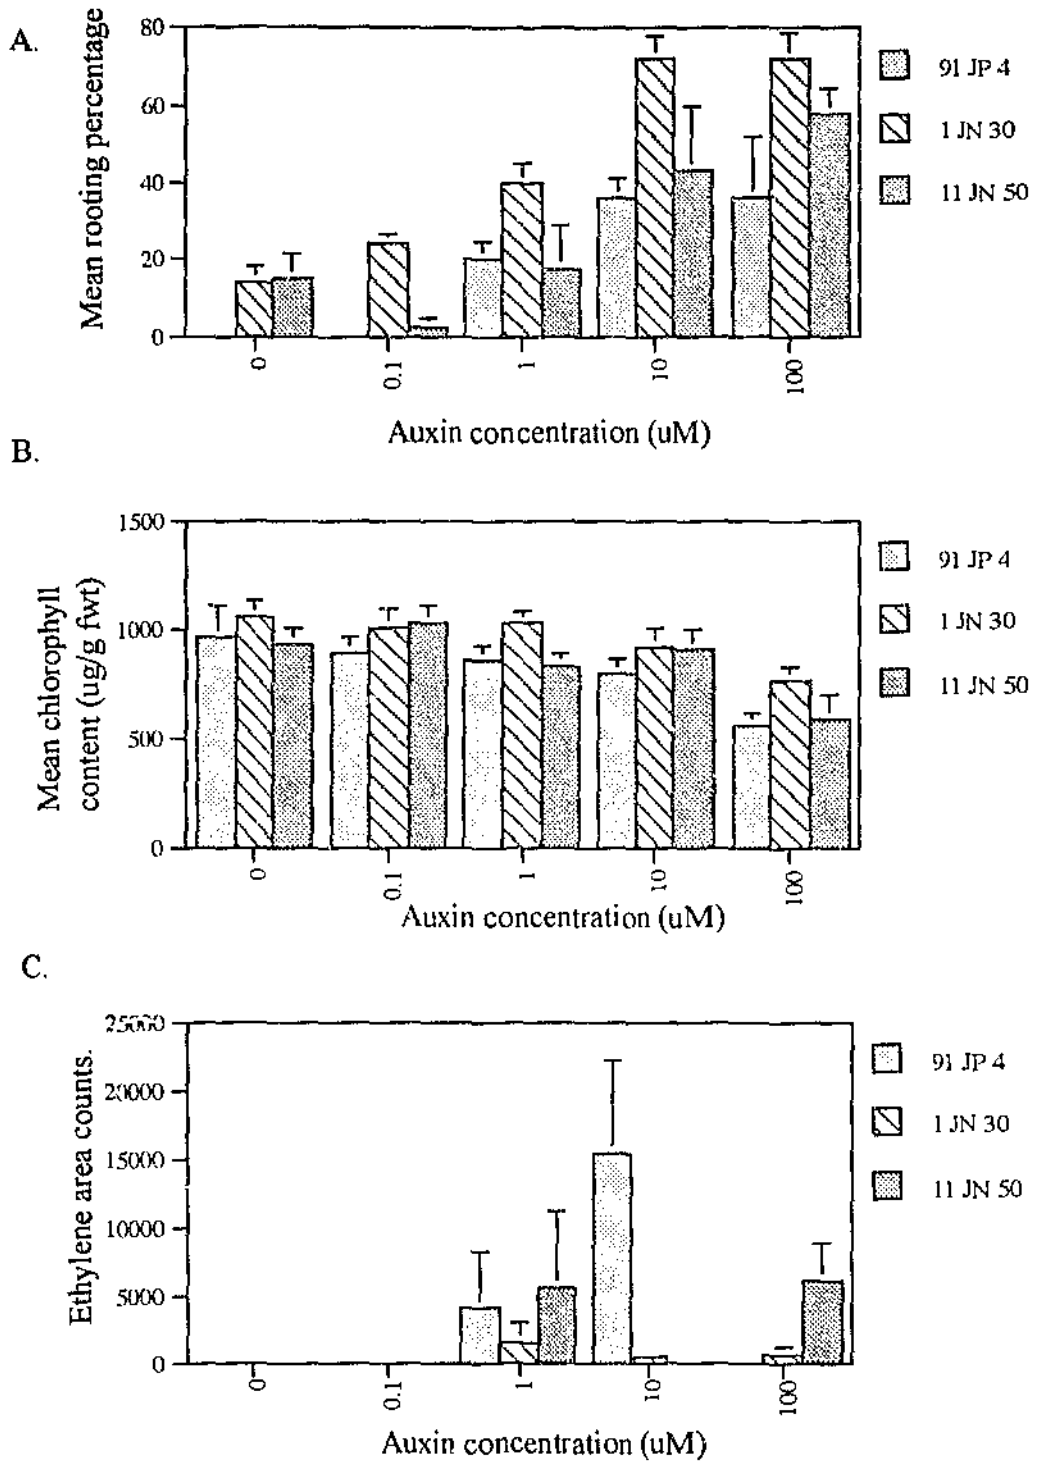 A.
Mean rooting percentage
80
60
40
20
0
0
0.1
1
10
100
Auxin concentration (uM)
91 JP 4
1 JN 30
11 JN 50
B.
Mean chlorophyll
content (ug/g fwt)
1500
1000
500
0
0
0.1
1
10
100
Auxin concentration (uM)
91 JP 4
1 JN 30
11 JN 50
C.
Ethylene area counts.
25000
20000
15000
10000
5000
0
0
0.1
1
10
100
Auxin concentration (uM)
91 JP 4
1 JN 30
11 JN 50